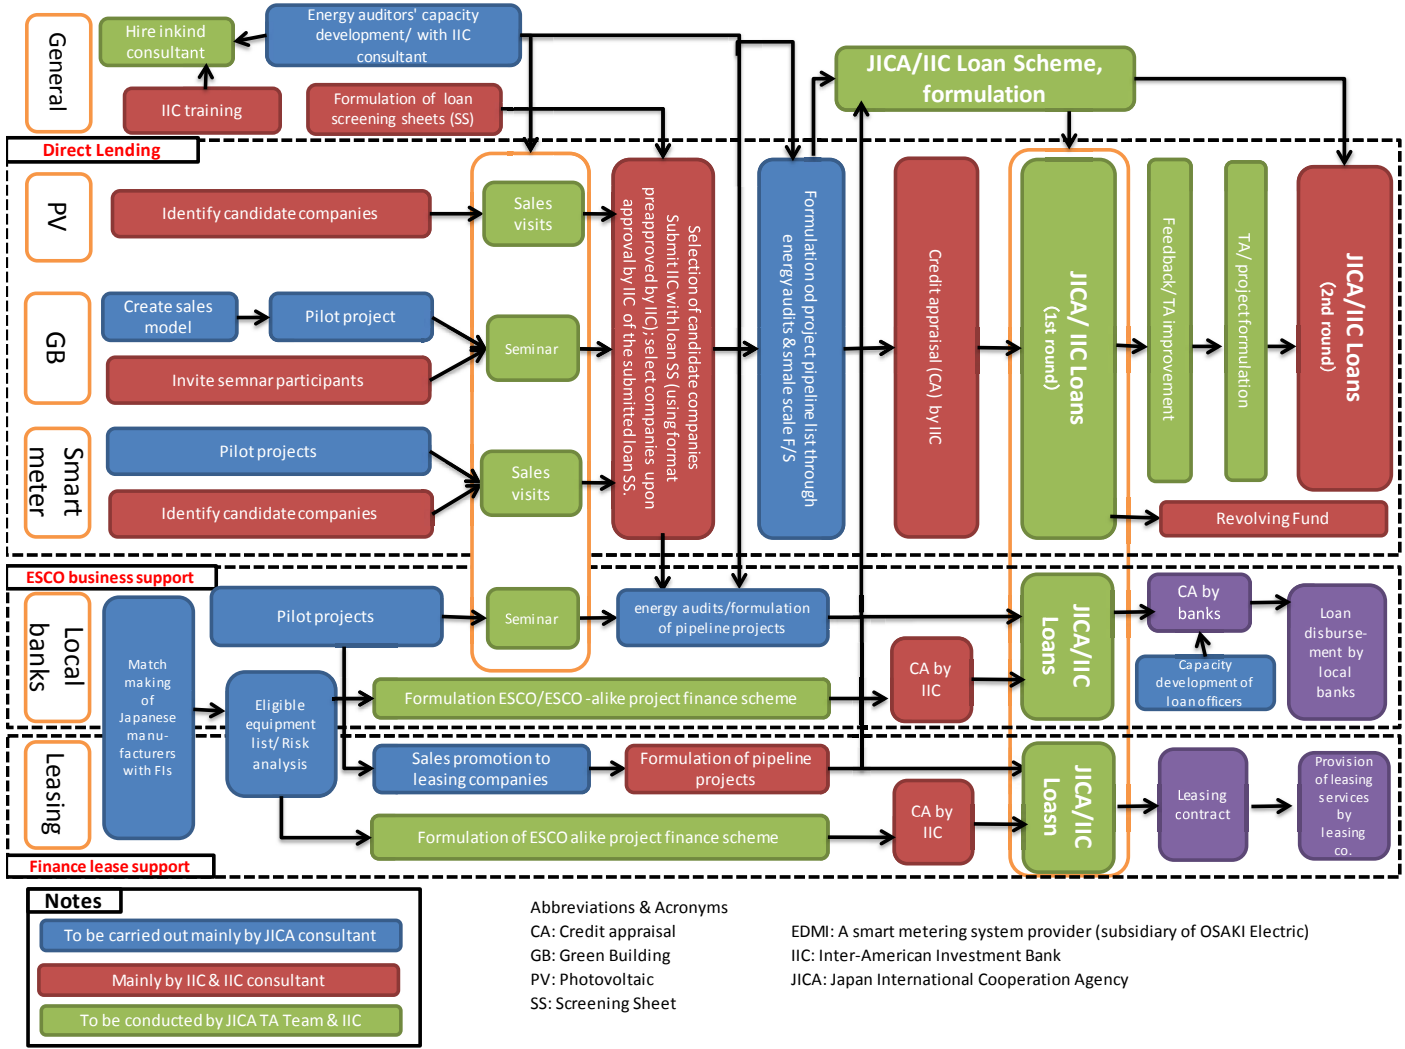 General
Hire inkind
consultant
Energy auditors' capacity
development/ with IIC
consultant
IIC training
Formulation of loan
screening sheets (SS)
JICA/IIC Loan Scheme,
formulation
Direct Lending
PV
Identify candidate companies
Sales
visits
GB
Create sales
model
Pilot project
Invite semnar participants
Seminar
Smart
meter
Pilot projects
Identify candidate companies
Sales
visits
Selection of candidate companies
Submit IIC with loan SS (using format
preapproved by IIC); select companies upon
approval by IIC of the submitted loan SS.
Formulation od project pipeline list through
energy audits & smale scale F/S
Credit appraisal (CA) by IIC
JICA/ IIC Loans
(1st round)
Feedback/ TA improvement
TA/ project formulation
JICA/IIC Loans
(2nd round)
Revolving Fund
ESCO business support
Local
banks
Match
making of
Japanese
manu-
facturers
with FIs
Pilot projects
Seminar
energy audits/formulation
of pipeline projects
Eligible
equipment
list/ Risk
analysis
Formulation ESCO/ESCO-alike project finance scheme
CA by
IIC
JICA/IIC
Loans
CA by
banks
Capacity
development of
loan officers
Loan
disburse-
ment by
local
banks
Leasing
Sales promotion to
leasing companies
Formulation of pipeline
projects
Formulation of ESCO alike project finance scheme
CA by
IIC
JICA/IIC
Loasn
Leasing
contract
Provision
of leasing
services
by
leasing
co.
Finance lease support
Notes
To be carried out mainly by JICA consultant
Mainly by IIC & IIC consultant
To be conducted by JICA TA Team & IIC
Abbreviations & Acronyms
CA: Credit appraisal
GB: Green Building
PV: Photovoltaic
SS: Screening Sheet
EDMI: A smart metering system provider (subsidiary of OSAKI Electric)
IIC: Inter-American Investment Bank
JICA: Japan International Cooperation Agency